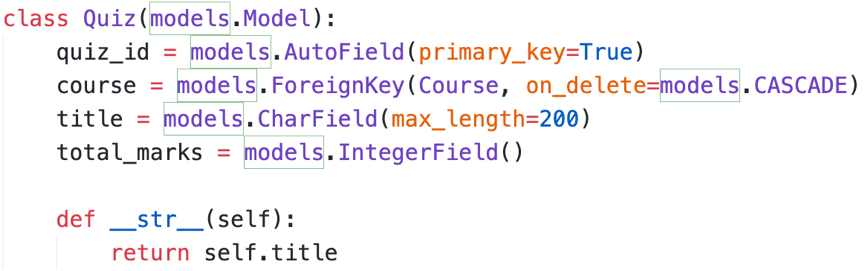 class Quiz(models.Model):
    quiz_id = models.AutoField(primary_key=True)
    course = models.ForeignKey(Course, on_delete=models.CASCADE)
    title = models.CharField(max_length=200)
    total_marks = models.IntegerField()

    def __str__(self):
        return self.title